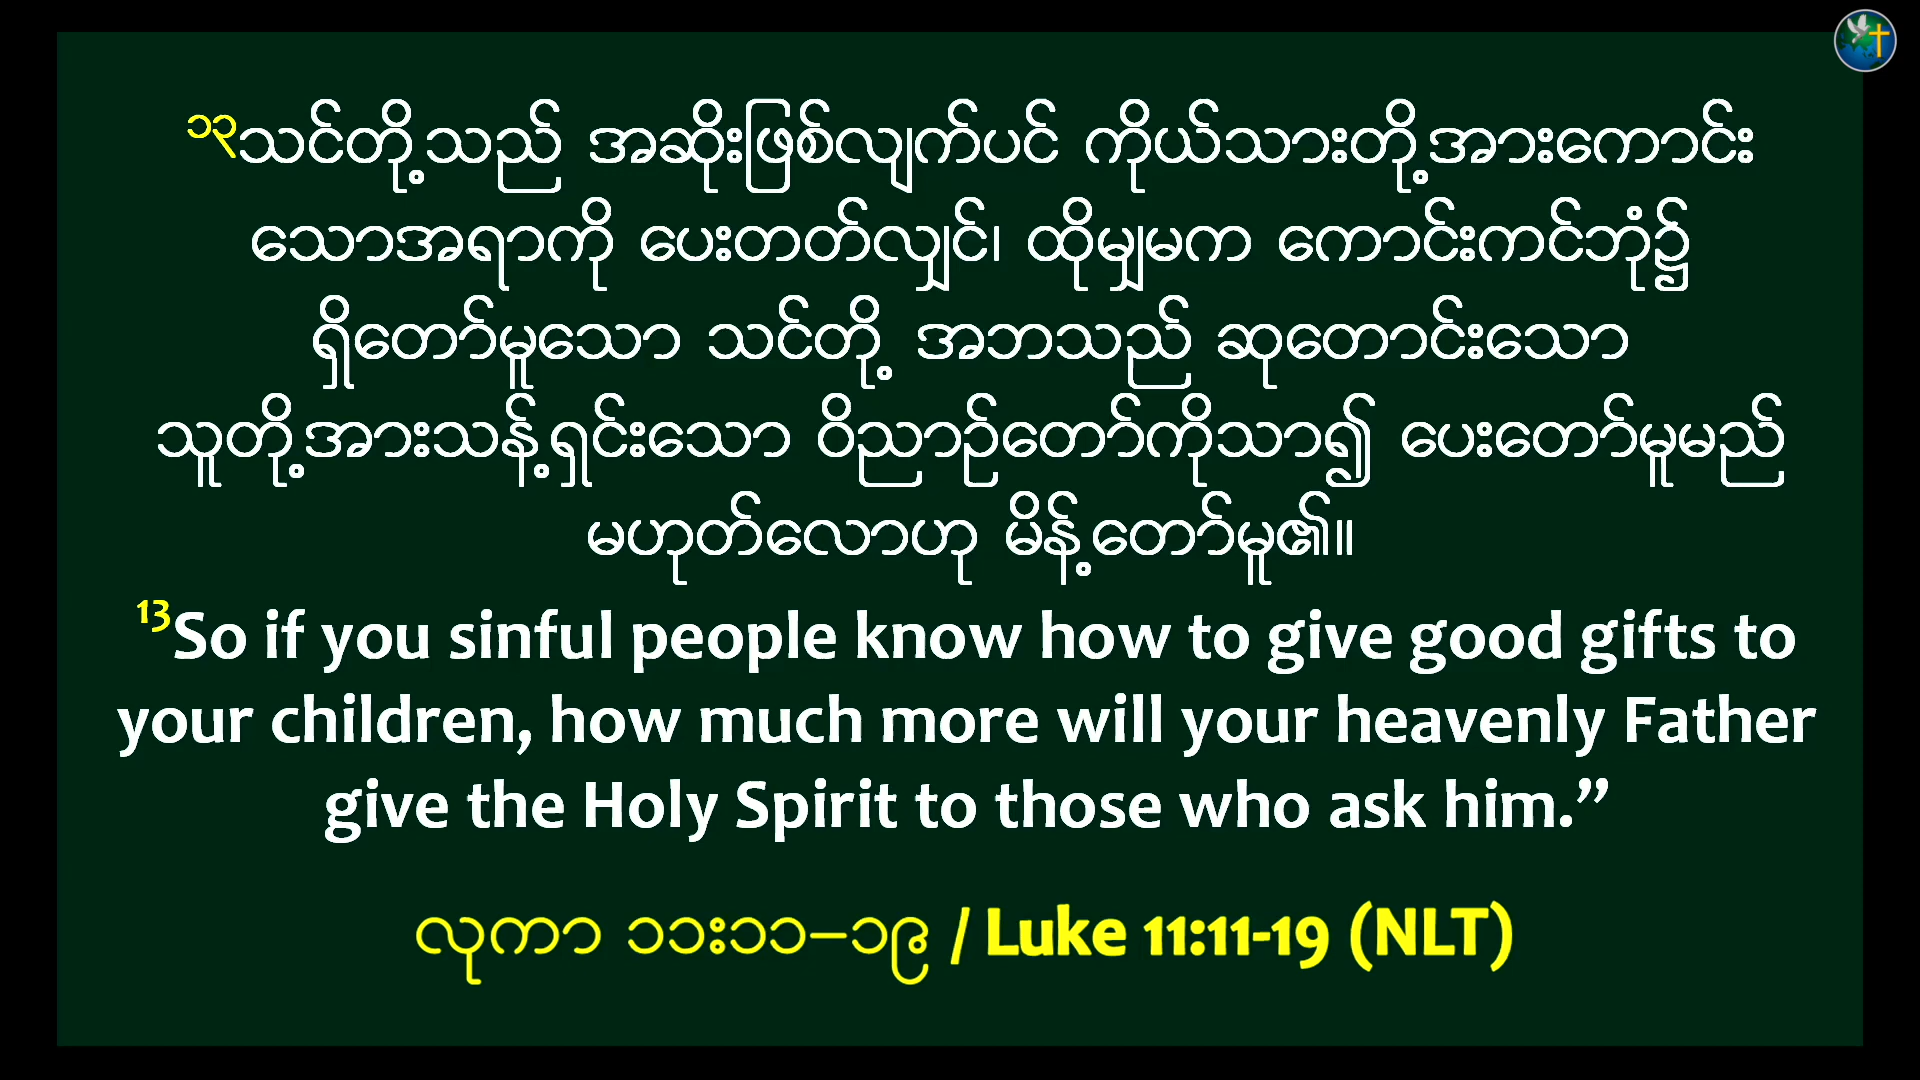 ၁၃သင်တို့သည် အဆိုးဖြစ်လျက်ပင် ကိုယ်သားတို့အားကောင်း
သောအရာကို ပေးတတ်လျှင်၊ ထိုမျှမက ကောင်းကင်ဘုံ၌
ရှိတော်မူသော သင်တို့ အဘသည် ဆုတောင်းသော
သူတို့အားသန့်ရှင်းသော ဝိညာဉ်တော်ကိုသာ၍ ပေးတော်မူမည်
မဟုတ်လောဟု မိန့်တော်မူ၏။
13So if you sinful people know how to give good gifts to
your children, how much more will your heavenly Father
give the Holy Spirit to those who ask him.”
လုကာ ၁၁း၁၁–၁၉ / Luke 11:11-19 (NLT)